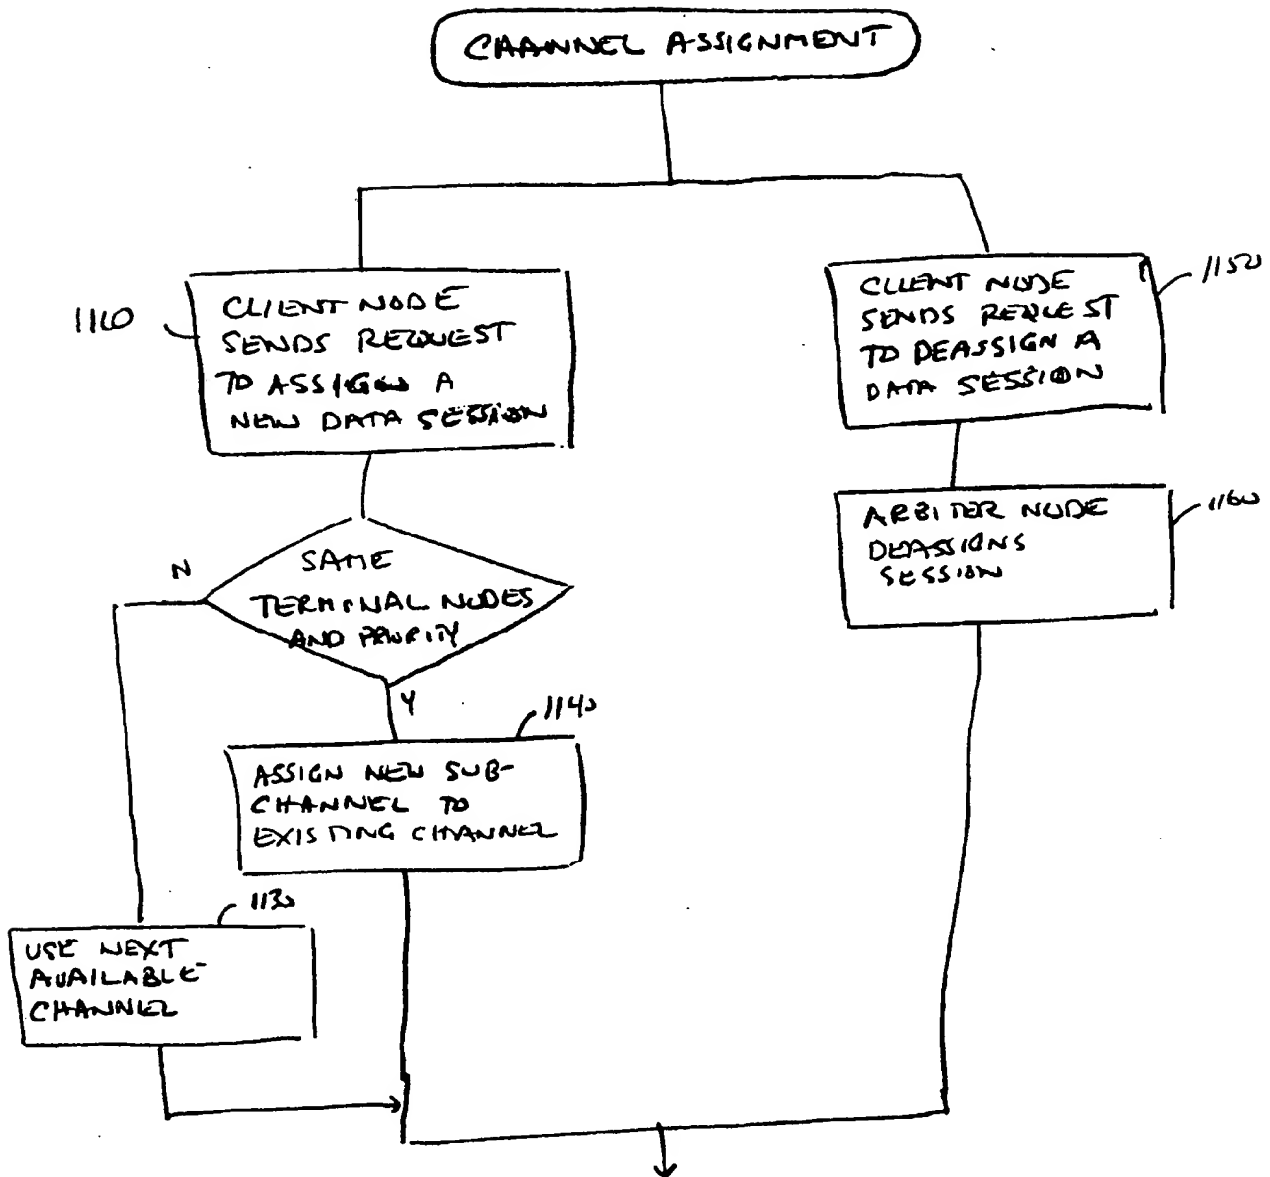 CHANNEL ASSIGNMENT
1110
CLIENT NODE
SENDS REQUEST
TO ASSIGN A
NEW DATA SESSION
1150
CLIENT NODE
SENDS REQUEST
TO DEASSIGN A
DATA SESSION
ARBITER NODE
DEASSIGNS
SESSION
1160
N
SAME
TERMINAL NODES
AND PRIORITY
Y
1140
ASSIGN NEW SUB-
CHANNEL TO
EXISTING CHANNEL
1130
USE NEXT
AVAILABLE
CHANNEL